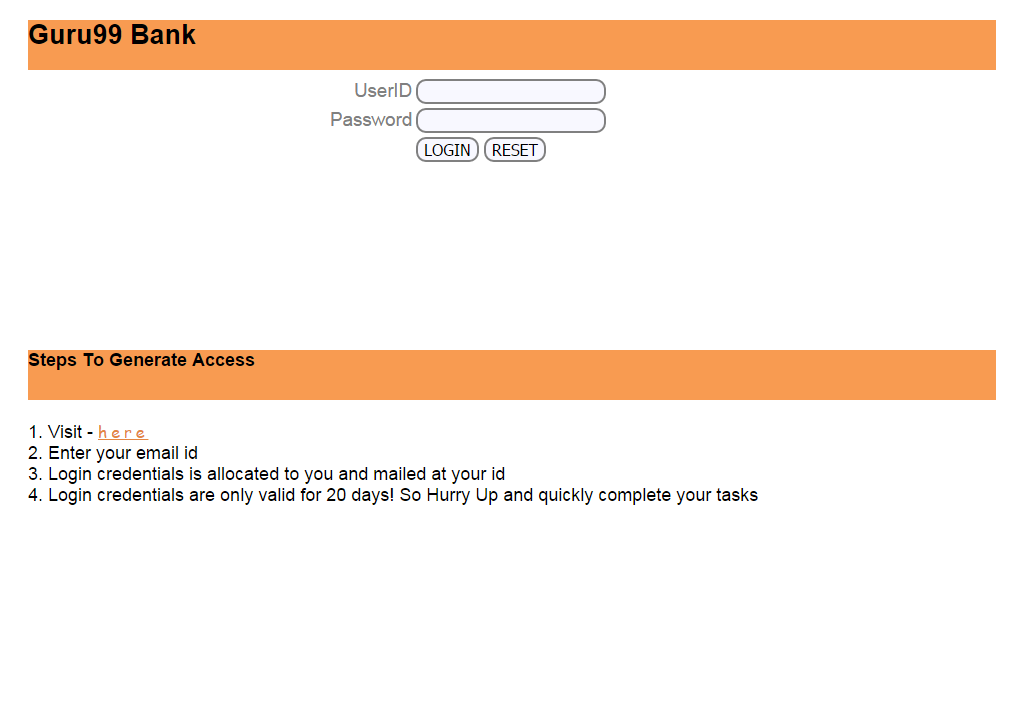 Guru99 Bank
UserID
Password
LOGIN RESET
Steps To Generate Access
1. Visit - here
2. Enter your email id
3. Login credentials is allocated to you and mailed at your id
4. Login credentials are only valid for 20 days! So Hurry Up and quickly complete your tasks